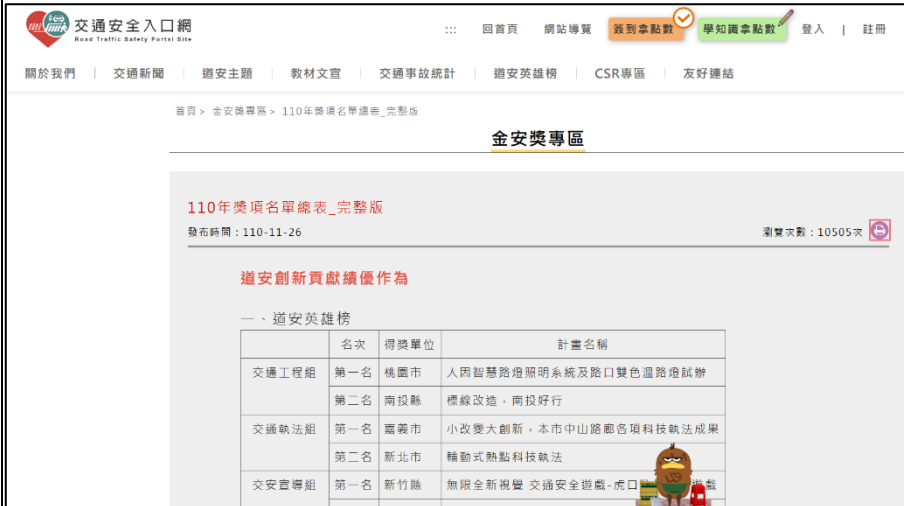 交通安全入口網
Road Traffic Safety Portal Site
::: 回首頁 網站導覽 簽到拿點數 學知識拿點數 登入 | 註冊
關於我們 | 交通新聞 | 道安主題 | 教材文宣 | 交通事故統計 | 道安英雄榜 | CSR專區 | 友好連結
首頁> 金安獎專區> 110年獎項名單總表_完整版
金安獎專區
110年獎項名單總表_完整版
發布時間:110-11-26 瀏覽次數:10505次
道安創新貢獻績優作為
一、道安英雄榜
名次 得獎單位 計畫名稱
交通工程組 第一名 桃園市 人因智慧路燈照明系統及路口雙色溫路燈試辦
第二名 南投縣 標線改造,南投好行
交通執法組 第一名 嘉義市 小改變大創新,本市中山路廊各項科技執法成果
第二名 新北市 輪動式熱點科技執法
交安宣導組 第一名 新竹縣 無限全新視覺 交通安全遊戲-虎口 遊戲